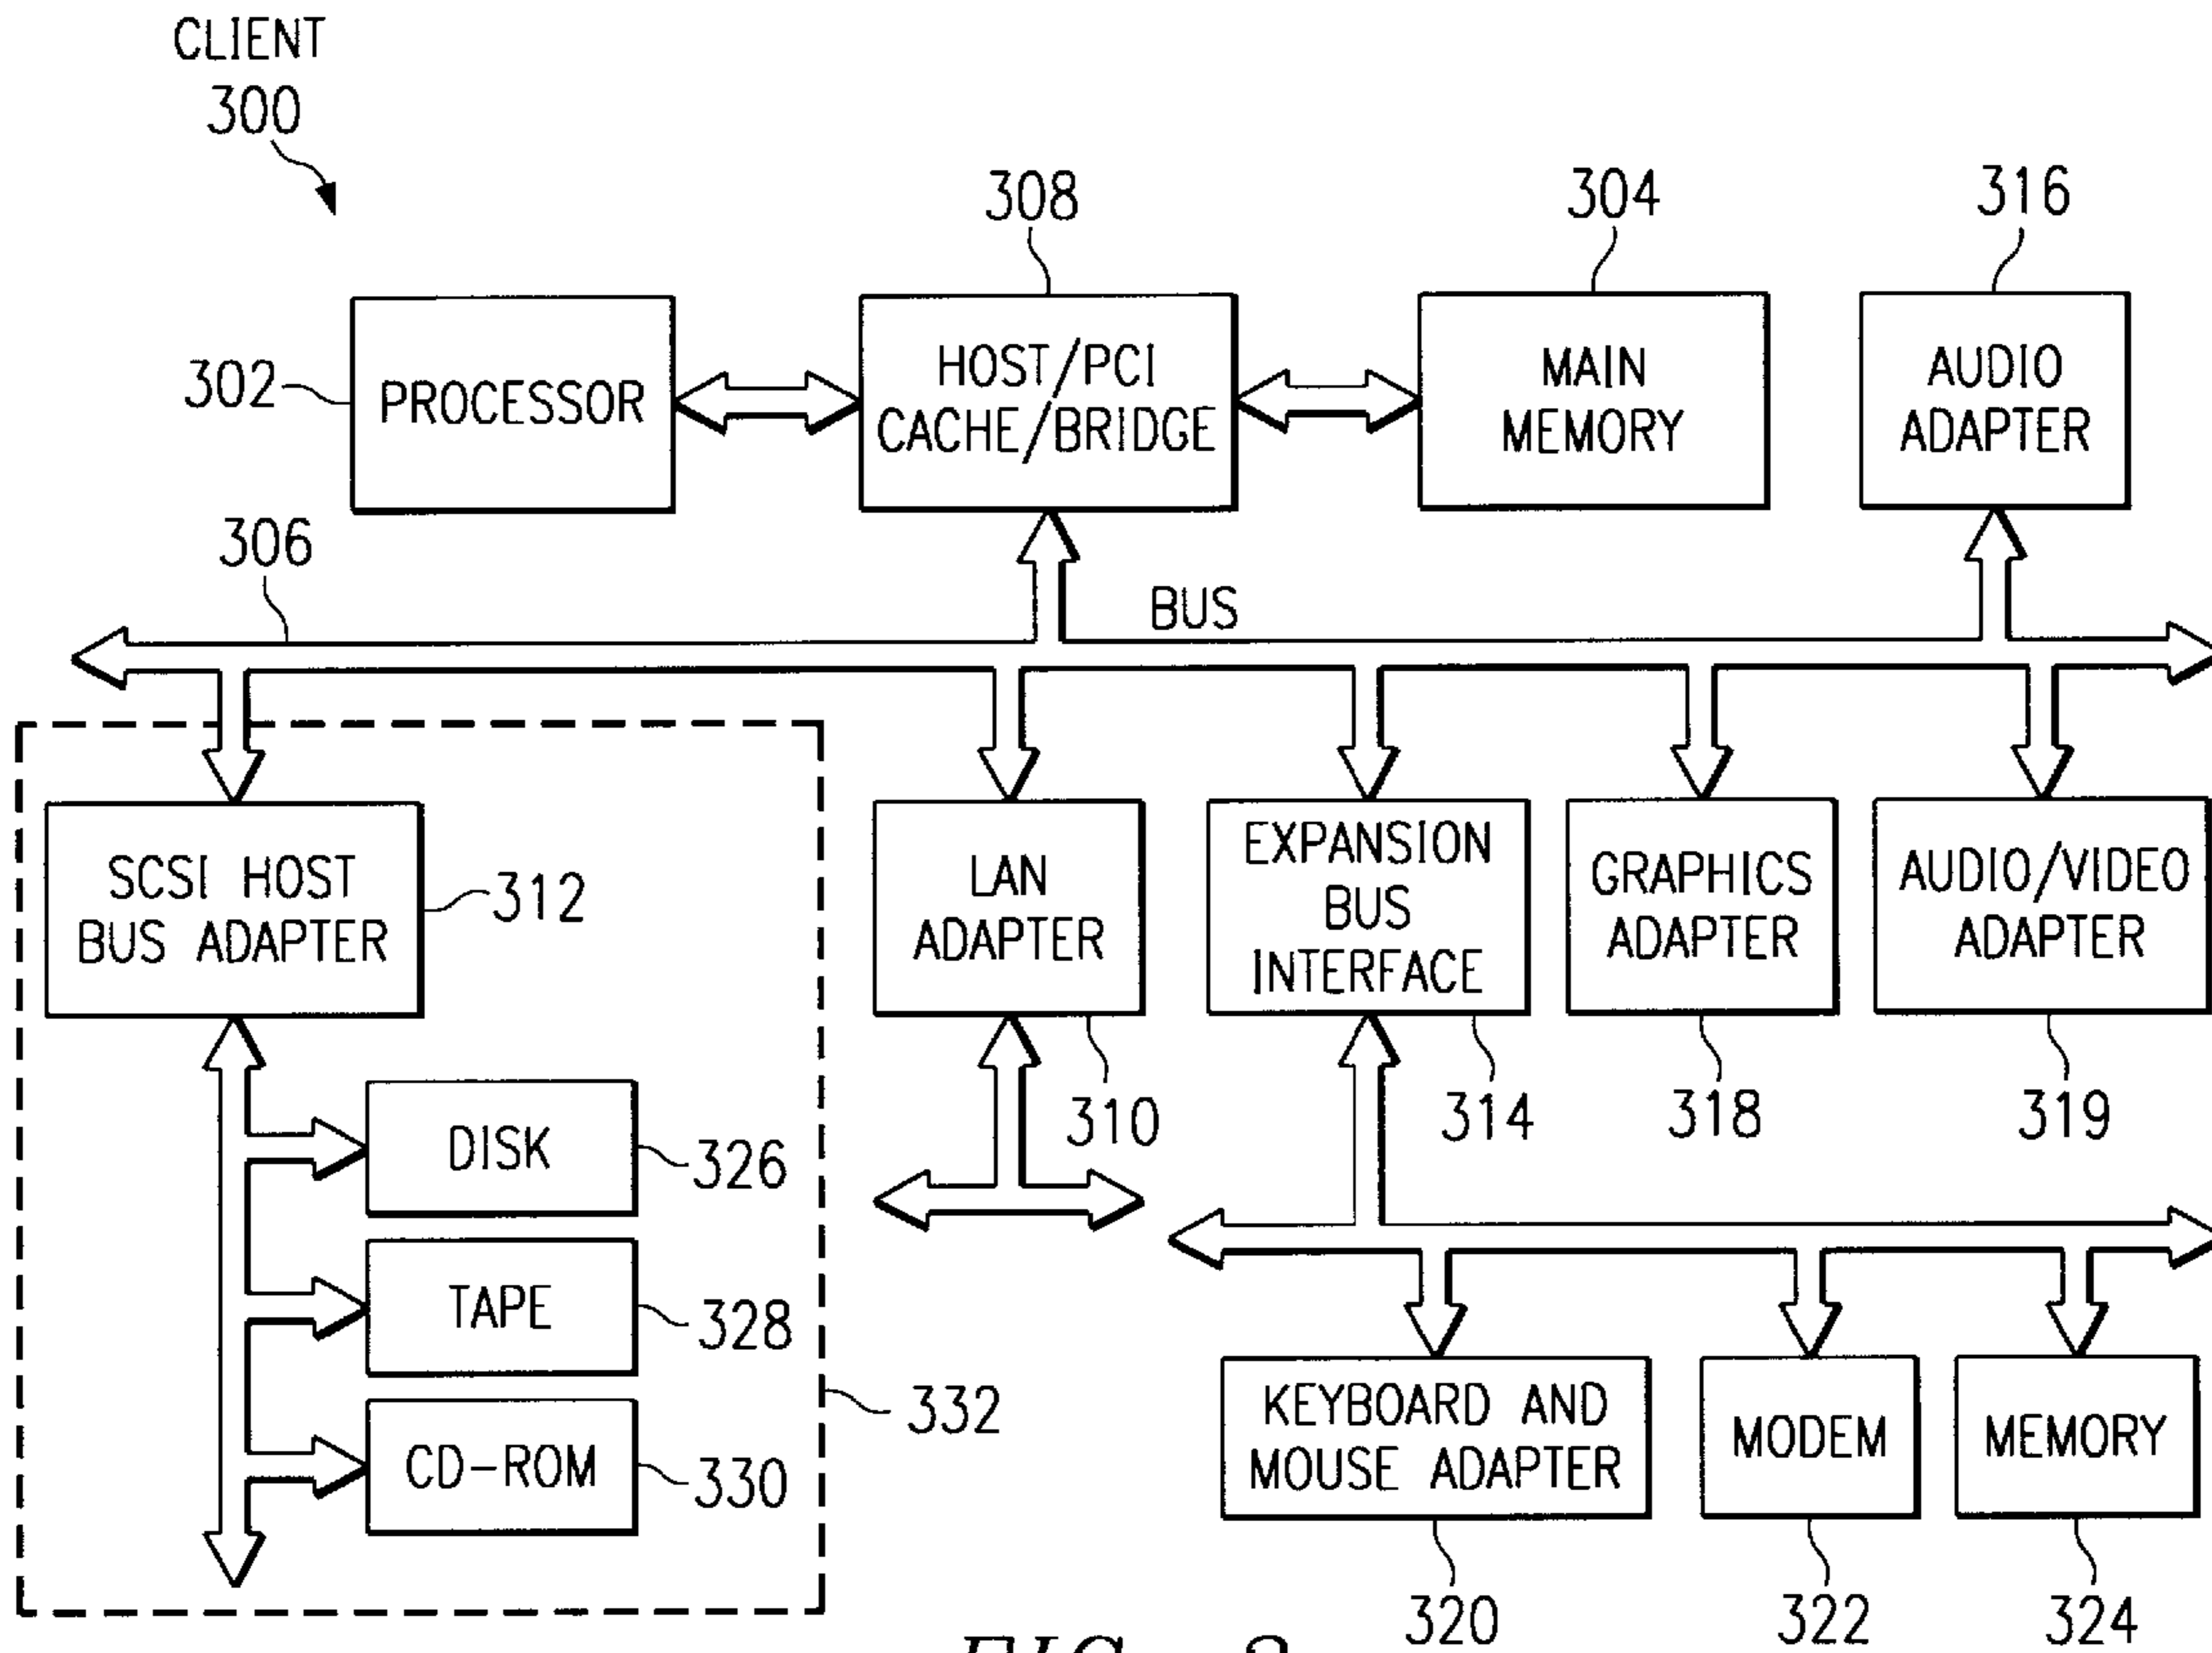 CLIENT
300
308
304
316
302
PROCESSOR
HOST/PCI
CACHE/BRIDGE
MAIN
MEMORY
AUDIO
ADAPTER
306
BUS
SCSI HOST
BUS ADAPTER
312
LAN
ADAPTER
EXPANSION
BUS
INTERFACE
GRAPHICS
ADAPTER
AUDIO/VIDEO
ADAPTER
310
314
318
319
DISK
326
TAPE
328
CD-ROM
330
332
KEYBOARD AND
MOUSE ADAPTER
MODEM
MEMORY
320
322
324